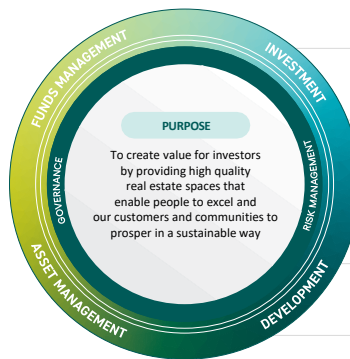 FUNDS MANAGEMENT
INVESTMENT
PURPOSE
To create value for investors
by providing high quality
real estate spaces that
enable people to excel and
our customers and communities to
prosper in a sustainable way
GOVERNANCE
RISK MANAGEMENT
ASSET MANAGEMENT
DEVELOPMENT